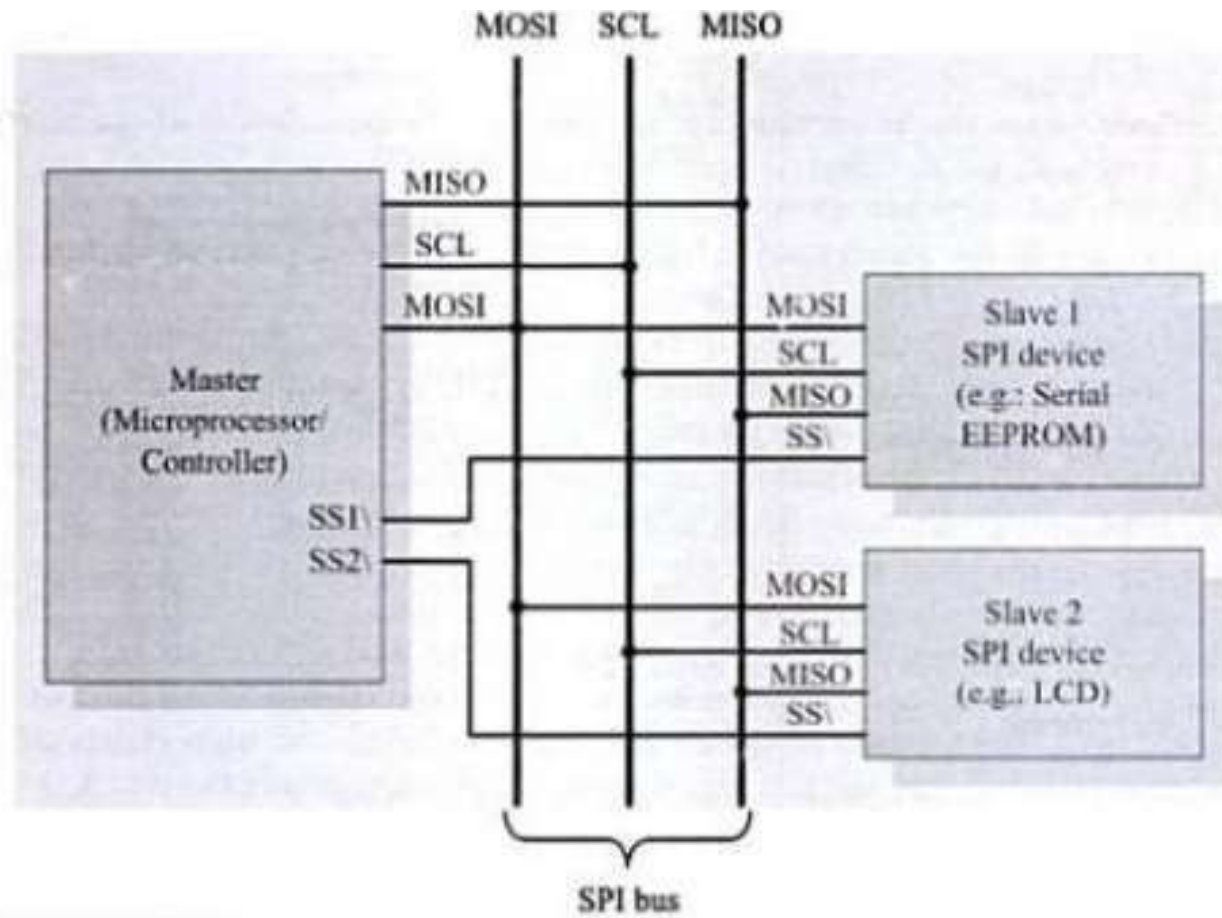 MOSI SCL MISO
MISO
SCL
MOSI
Master
(Microprocessor/
Controller)
SS1\
SS2\
MOSI
SCL
MISO
SS\
Slave 1
SPI device
(e.g.: Serial
EEPROM)
MOSI
SCL
MISO
SS\
Slave 2
SPI device
(e.g.: LCD)
SPI bus